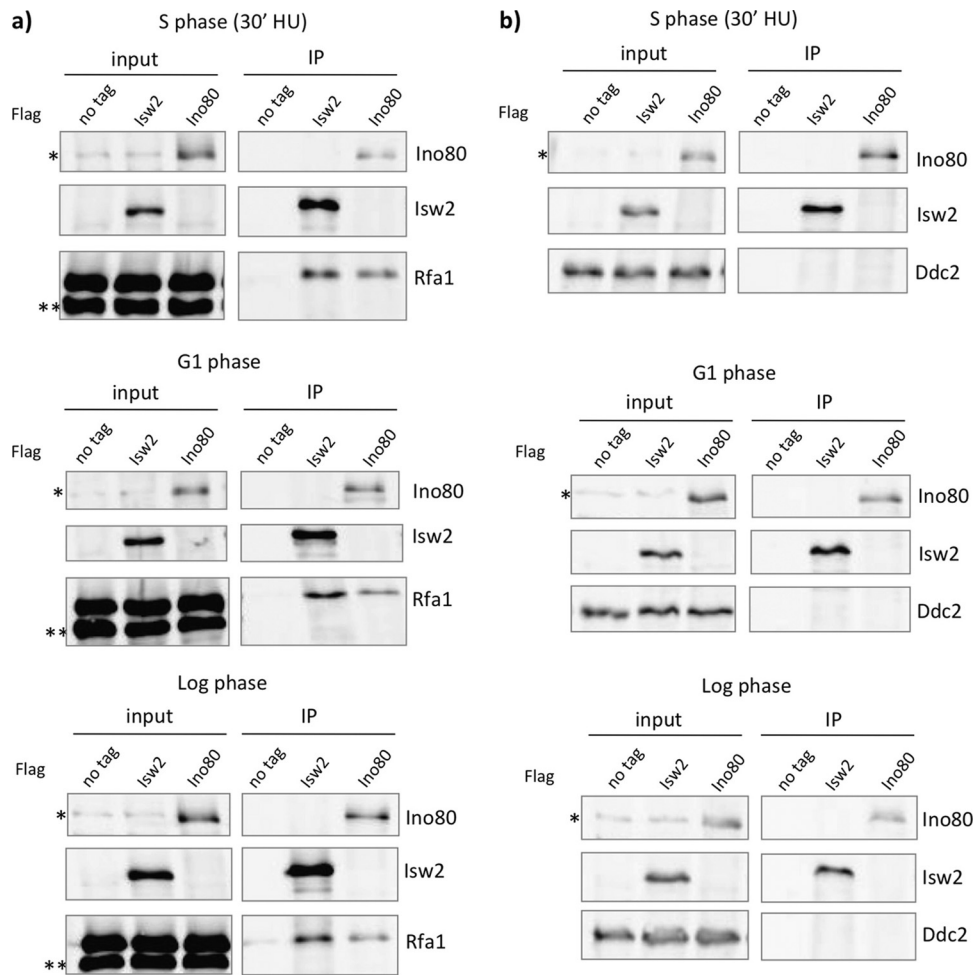 a)
S phase (30' HU)
input IP
Flag no tag Isw2 Ino80 no tag Isw2 Ino80
* Ino80
Isw2
** Rfa1
G1 phase
input IP
Flag no tag Isw2 Ino80 no tag Isw2 Ino80
* Ino80
Isw2
** Rfa1
Log phase
input IP
Flag no tag Isw2 Ino80 no tag Isw2 Ino80
* Ino80
Isw2
** Rfa1
b)
S phase (30' HU)
input IP
Flag no tag Isw2 Ino80 no tag Isw2 Ino80
* Ino80
Isw2
Ddc2
G1 phase
input IP
Flag no tag Isw2 Ino80 no tag Isw2 Ino80
* Ino80
Isw2
Ddc2
Log phase
input IP
Flag no tag Isw2 Ino80 no tag Isw2 Ino80
* Ino80
Isw2
Ddc2